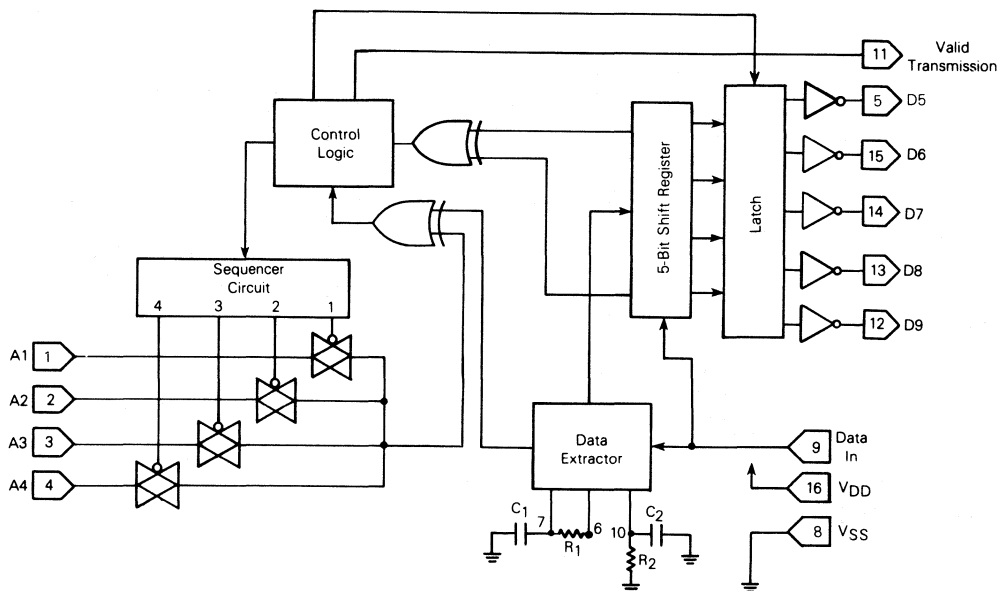 11
Valid
Transmission
5
D5
Control
Logic
15
D6
5-Bit Shift Register
Latch
14
D7
Sequencer
Circuit
4
3
2
1
13
D8
12
D9
A1
1
A2
2
A3
3
A4
4
Data
Extractor
9
Data
In
16
VDD
C1
7
R1
6
10
C2
R2
8
VSS